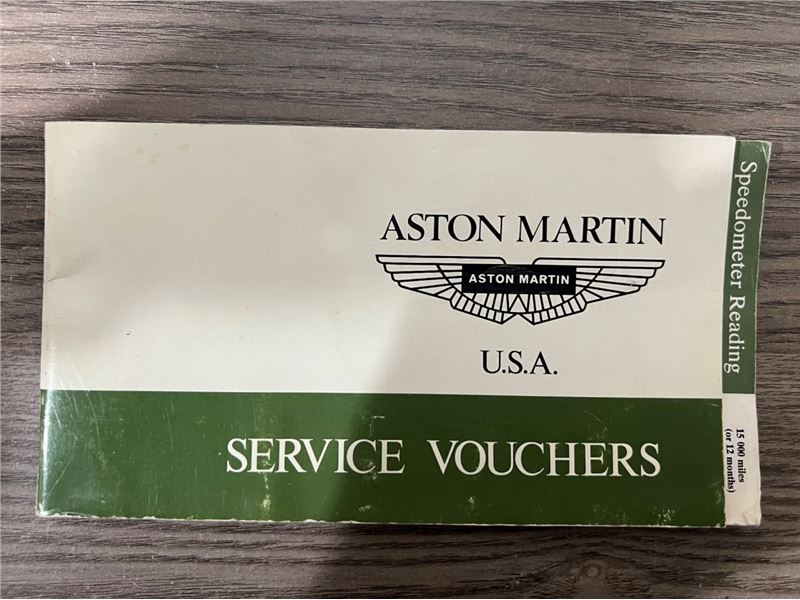 ASTON MARTIN
ASTON MARTIN
U.S.A.
SERVICE VOUCHERS
Speedometer Reading
15 000 miles
(or 12 months)